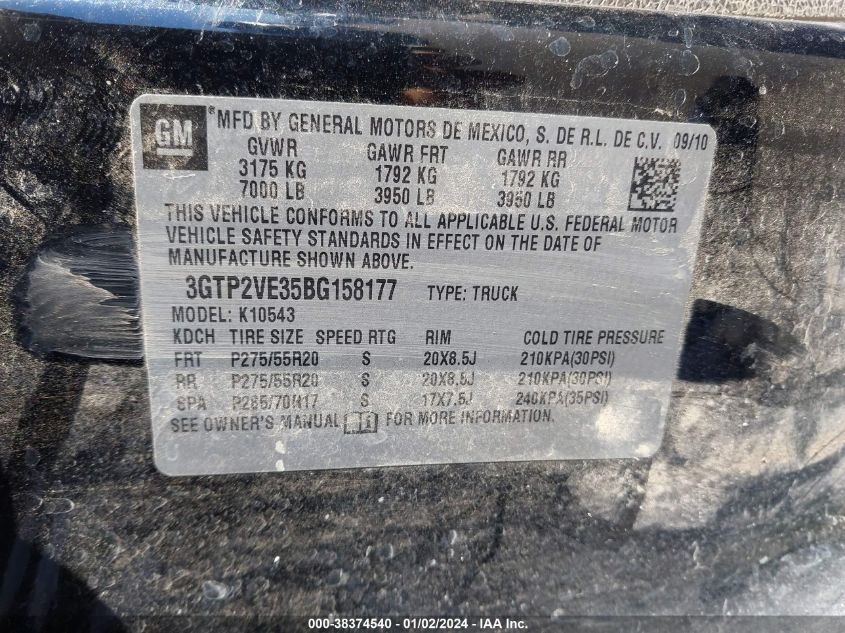 GM
®MFD BY GENERAL MOTORS DE MEXICO, S. DE R.L. DE C.V. 09/10
GVWR GAWR FRT GAWR RR
3175 KG 1792 KG 1792 KG
7000 LB 3950 LB 3950 LB
THIS VEHICLE CONFORMS TO ALL APPLICABLE U.S. FEDERAL MOTOR
VEHICLE SAFETY STANDARDS IN EFFECT ON THE DATE OF
MANUFACTURE SHOWN ABOVE.
3GTP2VE35BG158177 TYPE: TRUCK
MODEL: K10543
KDCH TIRE SIZE SPEED RTG RIM COLD TIRE PRESSURE
FRT P275/55R20 S 20X8.5J 210KPA(30PSI)
RR P275/55R20 S 20X8.5J 210KPA(30PSI)
SPA P265/70R17 S 17X7.5J 240KPA(35PSI)
SEE OWNER'S MANUAL FOR MORE INFORMATION.
000-38374540 - 01/02/2024 - IAA Inc.